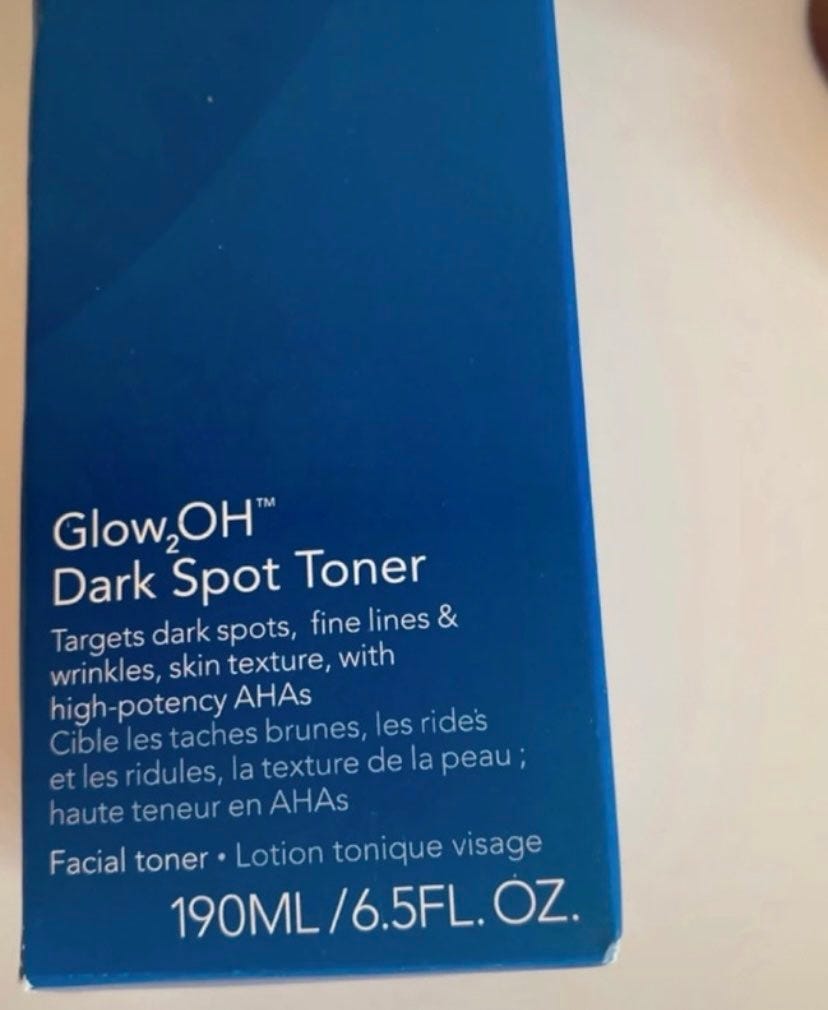 Glow₂OH™
Dark Spot Toner
Targets dark spots, fine lines &
wrinkles, skin texture, with
high-potency AHAs
Cible les taches brunes, les rides
et les ridules, la texture de la peau ;
haute teneur en AHAs
Facial toner • Lotion tonique visage
190ML/6.5FL. OZ.